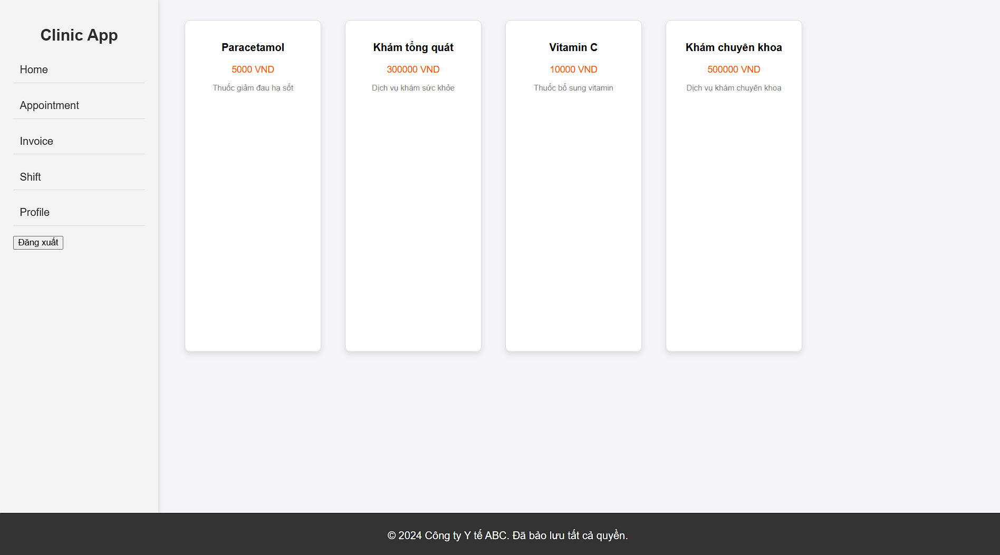 Clinic App
Home
Appointment
Invoice
Shift
Profile
Đăng xuất
Paracetamol
5000 VND
Thuốc giảm đau hạ sốt
Khám tổng quát
300000 VND
Dịch vụ khám sức khỏe
Vitamin C
10000 VND
Thuốc bổ sung vitamin
Khám chuyên khoa
500000 VND
Dịch vụ khám chuyên khoa
© 2024 Công ty Y tế ABC. Đã bảo lưu tất cả quyền.